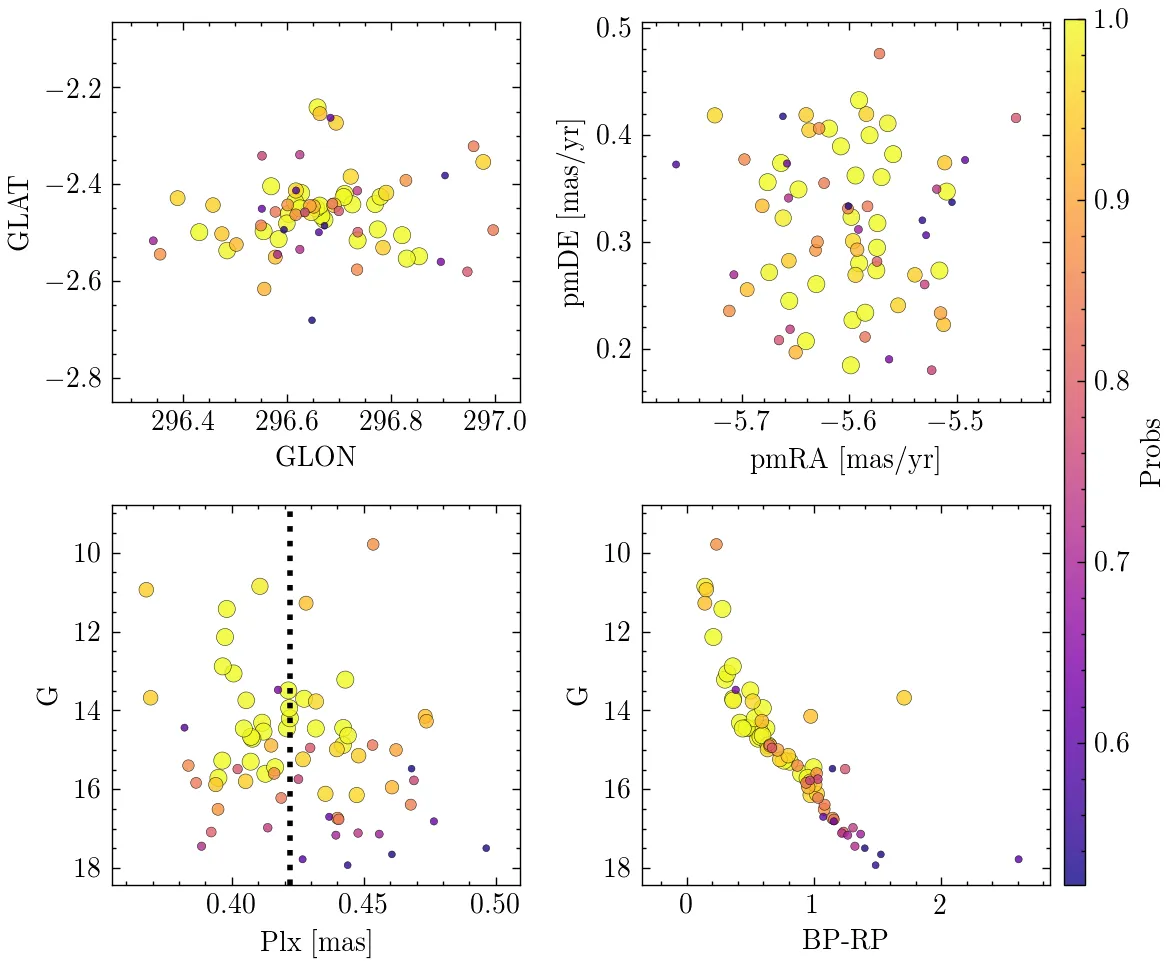 −2.2
−2.4
−2.6
−2.8
GLAT
296.4 296.6 296.8 297.0
GLON
0.5
0.4
0.3
0.2
pmDE [mas/yr]
−5.7 −5.6 −5.5
pmRA [mas/yr]
10
12
14
16
18
G
0.40 0.45 0.50
Plx [mas]
10
12
14
16
18
G
0 1 2
BP-RP
1.0
0.9
0.8
0.7
0.6
Probs